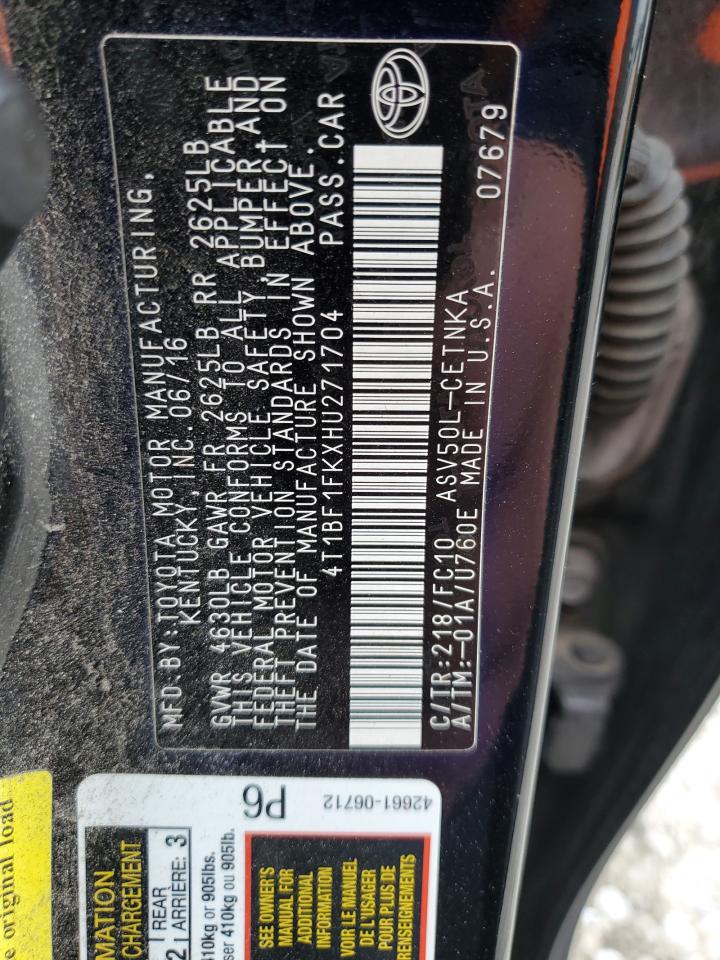 MFD.BY:TOYOTA MOTOR MANUFACTURING,
KENTUCKY,INC. 06/16
GVWR 4630LB GAWR FR 2625LB RR 2625LB
THIS VEHICLE CONFORMS TO ALL APPLICABLE
FEDERAL MOTOR VEHICLE SAFETY, BUMPER, AND
THEFT PREVENTION STANDARDS IN EFFECT ON
THE DATE OF MANUFACTURE SHOWN ABOVE.
4T1BF1FKXHU271704 PASS.CAR
C/TR:218/FC10 ASV50L-CETNKA
A/TM:-01A/U760E MADE IN U.S.A.
07679
e original load
P6
42661-06712
MATION
CHARGEMENT
2 REAR
ARRIÈRE: 3
410kg or 905lbs.
ser 410kg ou 905lb.
SEE OWNER'S
MANUAL FOR
ADDITIONAL
INFORMATION
VOIR LE MANUEL
DE L'USAGER
POUR PLUS DE
RENSEIGNEMENTS